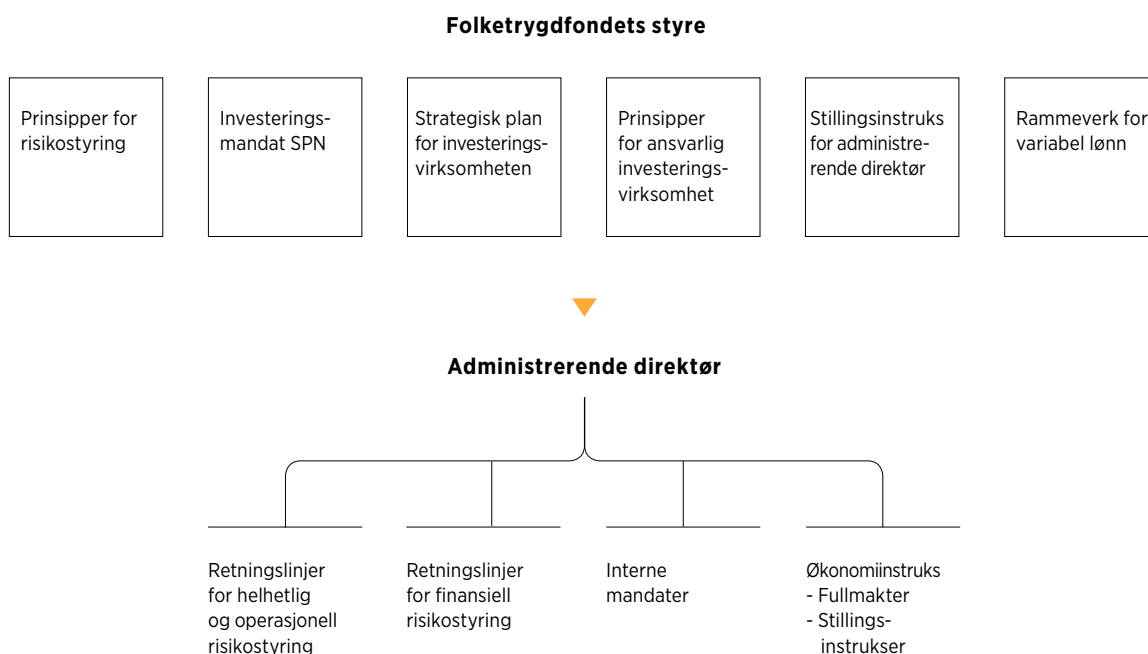 Folketrygdfondets styre
Prinsipper for
risikostyring
Investerings-
mandat SPN
Strategisk plan
for investerings-
virksomheten
Prinsipper
for ansvarlig
investerings-
virksomhet
Stillingsinstruks
for administre-
rende direktør
Rammeverk for
variabel lønn
Administrerende direktør
Retningslinjer
for helhetlig
og operasjonell
risikostyring
Retningslinjer
for finansiell
risikostyring
Interne
mandater
Økonomiinstruks
- Fullmakter
- Stillings-
instrukser